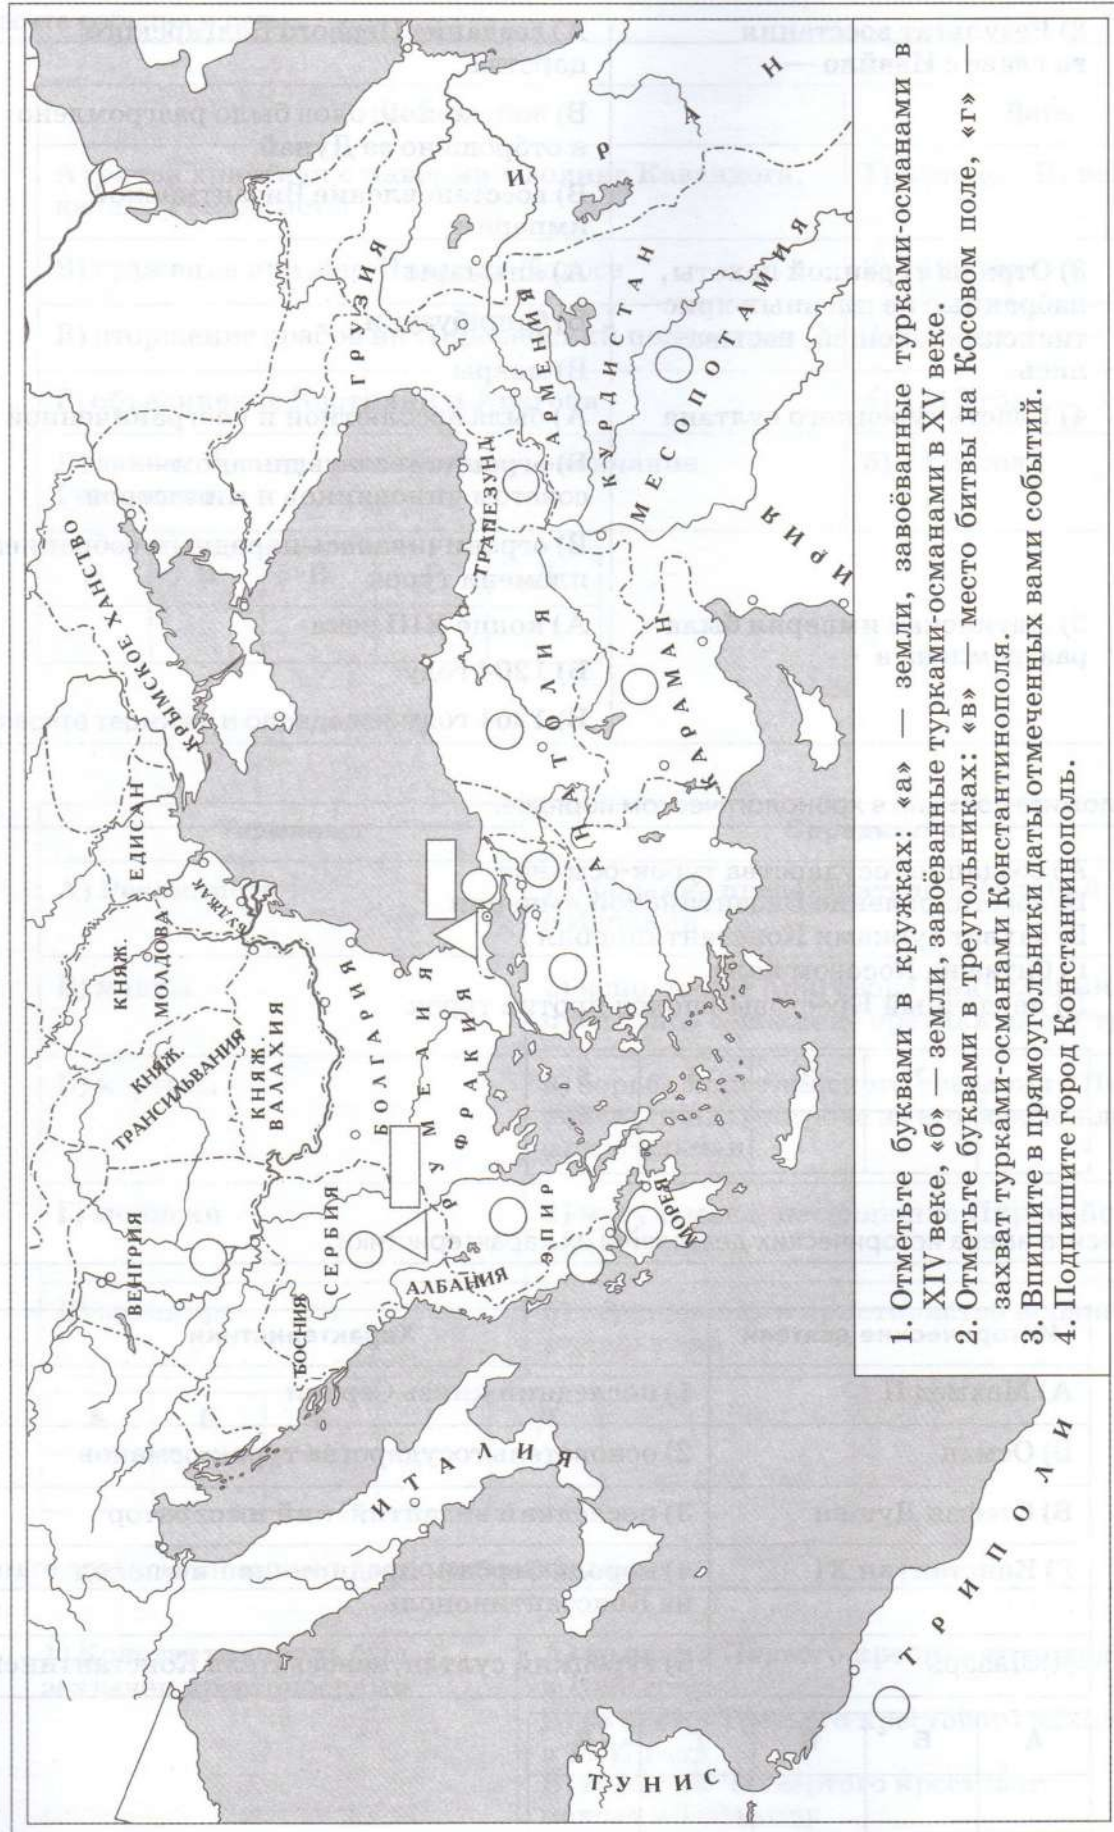 КРЫМСКОЕ ХАНСТВО
ЕДИСАН
КНЯЖ.
МОЛДОВА
БУДЖАК
КНЯЖ.
ТРАНСИЛЬВАНИЯ
КНЯЖ.
ВАЛАХИЯ
ВЕНГРИЯ
БОСНИЯ
СЕРБИЯ
БОЛГАРИЯ
РУМЕЛИЯ
ФРАКИЯ
АЛБАНИЯ
ЭПИР
МОРЕЯ
ИТАЛИЯ
ТУНИС
ТРИПОЛИ
ГРУЗИЯ
ТРАПЕЗУНД
АРМЕНИЯ
КУРДИСТАН
МЕСОПОТАМИЯ
ИРАН
АНАТОЛИЯ
КАРАМАН
СИРИЯ
1. Отметьте буквами в кружках: «а» — земли, завоёванные турками-османами в
XIV веке, «б» — земли, завоеванные турками-османами в XV веке.
2. Отметьте буквами в треугольниках: «в» — место битвы на Косовом поле, «г» —
захват турками-османами Константинополя.
3. Впишите в прямоугольники даты отмеченных вами событий.
4. Подпишите город Константинополь.